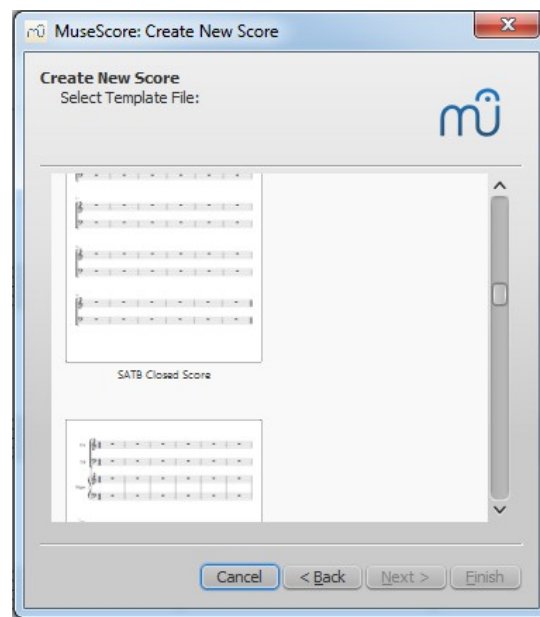 MuseScore: Create New Score
Create New Score
Select Template File:
SATB Closed Score
Cancel
< Back
Next >
Finish